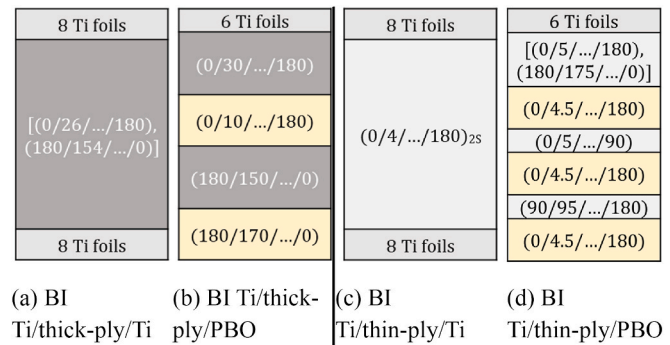 8 Ti foils
[(0/26/.../180),
(180/154/.../0)]
8 Ti foils
(a) BI
Ti/thick-ply/Ti
6 Ti foils
(0/30/.../180)
(0/10/.../180)
(180/150/.../0)
(180/170/.../0)
(b) BI Ti/thick-
ply/PBO
8 Ti foils
(0/4/.../180)2S
8 Ti foils
(c) BI
Ti/thin-ply/Ti
6 Ti foils
[(0/5/.../180),
(180/175/.../0)]
(0/4.5/.../180)
(0/5/.../90)
(0/4.5/.../180)
(90/95/.../180)
(0/4.5/.../180)
(d) BI
Ti/thin-ply/PBO